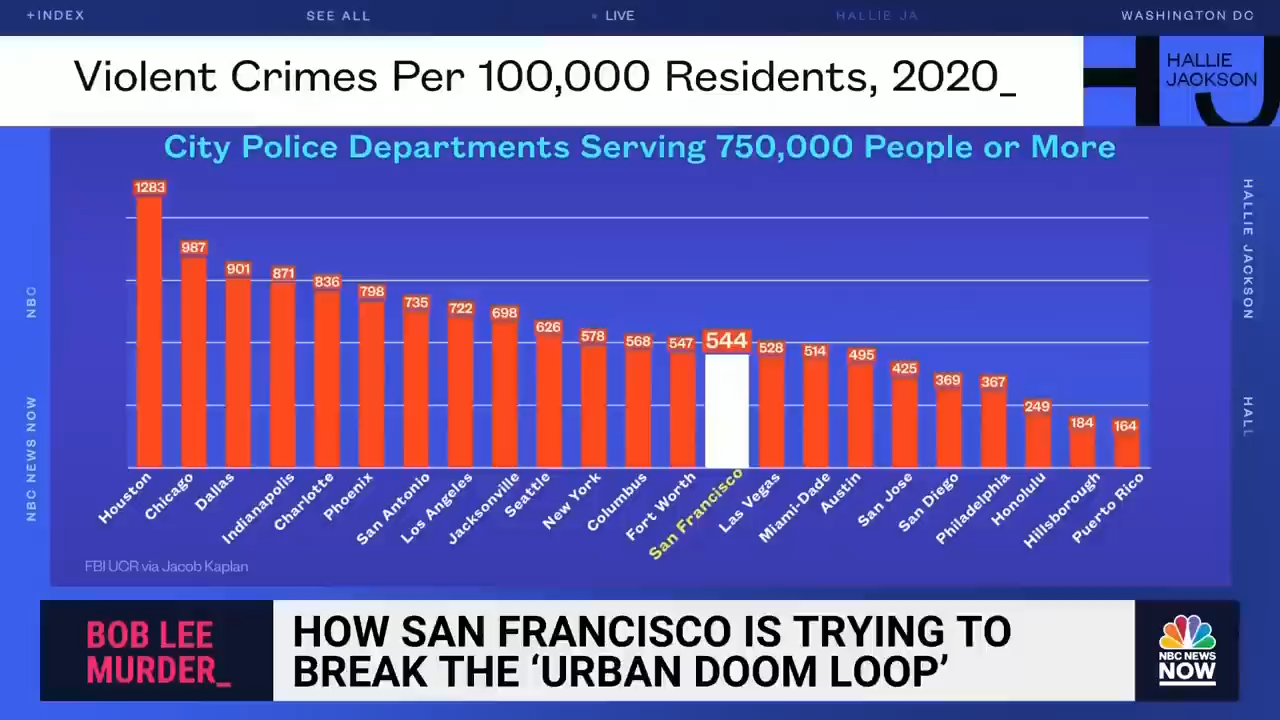 +INDEX
SEE ALL
LIVE
HALLIE JA
WASHINGTON DC
Violent Crimes Per 100,000 Residents, 2020_
HALLIE
JACKSON
HJ
City Police Departments Serving 750,000 People or More
1283
987
901
871
836
798
735
722
698
626
578
568
547
544
528
514
495
425
369
367
249
184
164
Houston
Chicago
Dallas
Indianapolis
Charlotte
Phoenix
San Antonio
Los Angeles
Jacksonville
Seattle
New York
Columbus
Fort Worth
San Francisco
Las Vegas
Miami-Dade
Austin
San Jose
San Diego
Philadelphia
Honolulu
Hillsborough
Puerto Rico
FBI UCR via Jacob Kaplan
NBC
NBC NEWS NOW
HALLIE JACKSON
HALL
BOB LEE
MURDER_
HOW SAN FRANCISCO IS TRYING TO
BREAK THE ‘URBAN DOOM LOOP’
NBC NEWS
NOW